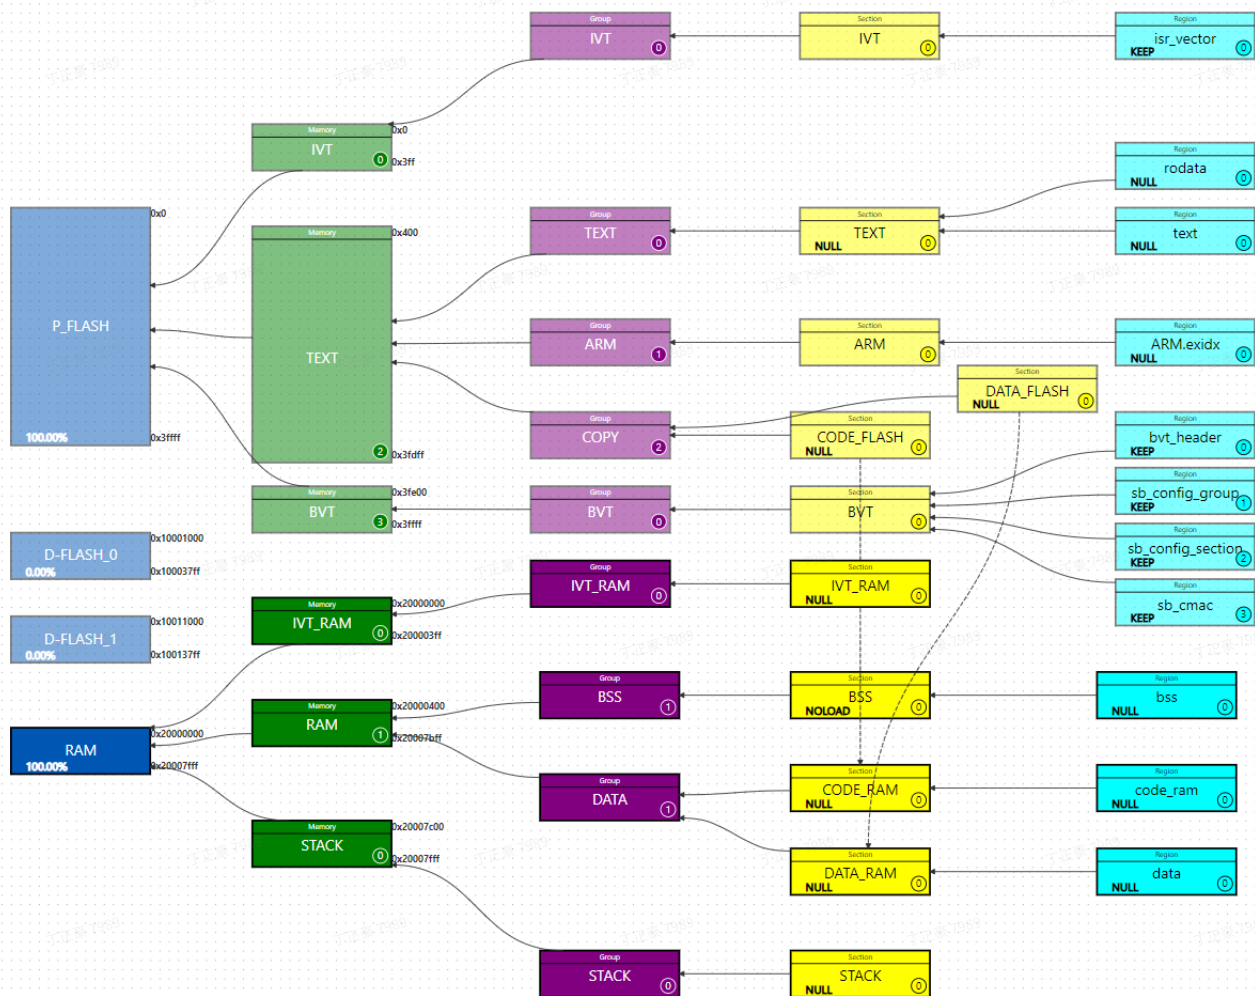 Group
IVT
0
Section
IVT
0
Region
isr_vector
KEEP
0
Memory
IVT
0
0x0
0x3ff
Region
rodata
NULL
0
P_FLASH
100.00%
0x0
0x3ffff
Memory
TEXT
2
0x400
0x3fdff
Group
TEXT
0
Section
TEXT
NULL
0
Region
text
NULL
0
Group
ARM
1
Section
ARM
0
Region
ARM.exidx
NULL
0
Section
DATA_FLASH
NULL
0
Group
COPY
2
Section
CODE_FLASH
NULL
0
Region
bvt_header
KEEP
0
Memory
BVT
3
0x3fe00
0x3ffff
Group
BVT
0
Section
BVT
0
Region
sb_config_group
KEEP
1
Region
sb_config_section
KEEP
2
Region
sb_cmac
KEEP
3
D-FLASH_0
0.00%
0x10001000
0x100037ff
D-FLASH_1
0.00%
0x10011000
0x100137ff
Memory
IVT_RAM
0
0x20000000
0x200003ff
Group
IVT_RAM
0
Section
IVT_RAM
NULL
0
RAM
100.00%
0x20000000
0x20007fff
Memory
RAM
1
0x20000400
0x20007bff
Group
BSS
1
Section
BSS
NOLOAD
0
Region
bss
NULL
0
Group
DATA
1
Section
CODE_RAM
NULL
0
Region
code_ram
NULL
0
Memory
STACK
0
0x20007c00
0x20007fff
Section
DATA_RAM
NULL
0
Region
data
NULL
0
Group
STACK
0
Section
STACK
NULL
0